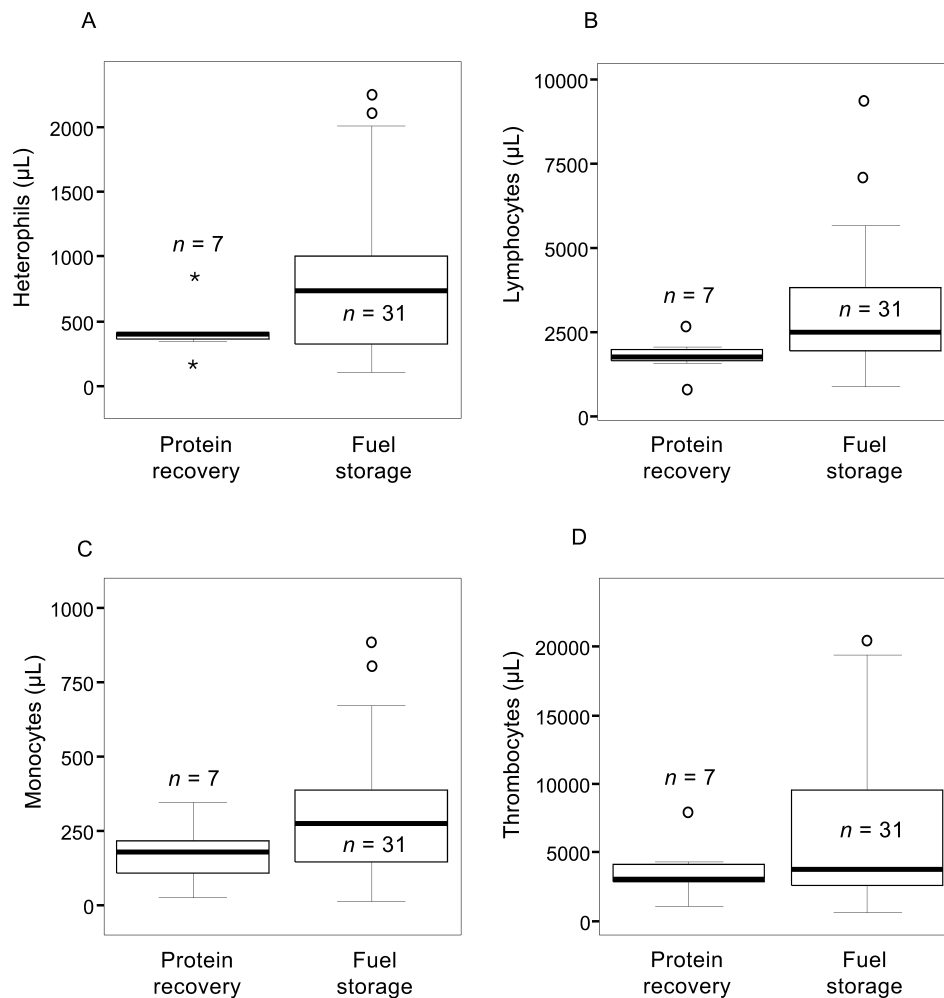 A
Heterophils (µL)
2000
1500
1000
500
0
n = 7
*
*
n = 31
Protein
recovery
Fuel
storage
B
Lymphocytes (µL)
10000
7500
5000
2500
0
n = 7
n = 31
Protein
recovery
Fuel
storage
C
Monocytes (µL)
1000
750
500
250
0
n = 7
n = 31
Protein
recovery
Fuel
storage
D
Thrombocytes (µL)
20000
15000
10000
5000
0
n = 7
n = 31
Protein
recovery
Fuel
storage